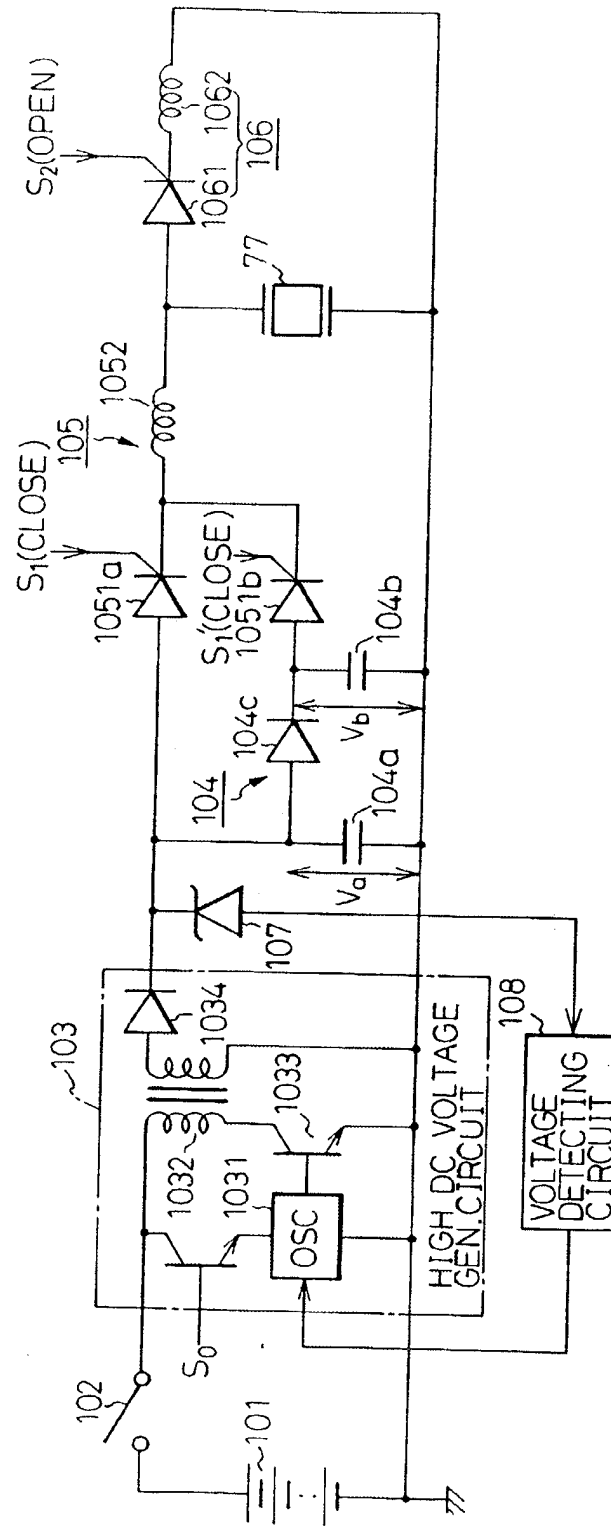 S₂(OPEN)
1061
1062
106
77
S₁(CLOSE)
105
1052
1051a
S₁'(CLOSE)
1051b
104
104c
104b
Vb
104a
Va
103
1034
107
1032
1031
1033
OSC
S₀
HIGH DC VOLTAGE
GEN. CIRCUIT
102
101
108
VOLTAGE
DETECTING
CIRCUIT